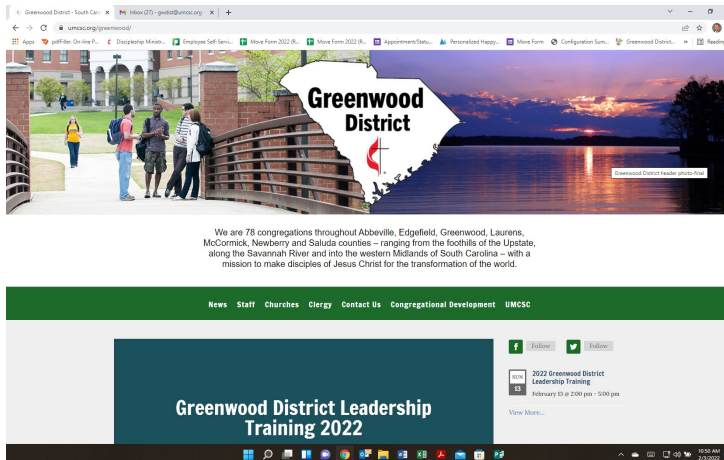 Greenwood District - South Car
Inbox (27) - gwdist@umcsc.org
umcsc.org/greenwood/
Apps
pdfFiller. On-line P...
Discipleship Ministr...
Employee Self-Servi...
Move Form 2022 (R...
Move Form 2022 (R...
Appointment/Statu...
Personalized Happy...
Move Form
Configuration Sum...
Greenwood District...
»
Reading
Greenwood
District
Greenwood District header photo-final
We are 78 congregations throughout Abbeville, Edgefield, Greenwood, Laurens,
McCormick, Newberry and Saluda counties – ranging from the foothills of the Upstate,
along the Savannah River and into the western Midlands of South Carolina – with a
mission to make disciples of Jesus Christ for the transformation of the world.
News Staff Churches Clergy Contact Us Congregational Development UMCSC
Follow
Follow
SUN
13
2022 Greenwood District
Leadership Training
February 13 @ 2:00 pm - 5:00 pm
View More...
Greenwood District Leadership
Training 2022
10:50 AM
2/3/2022